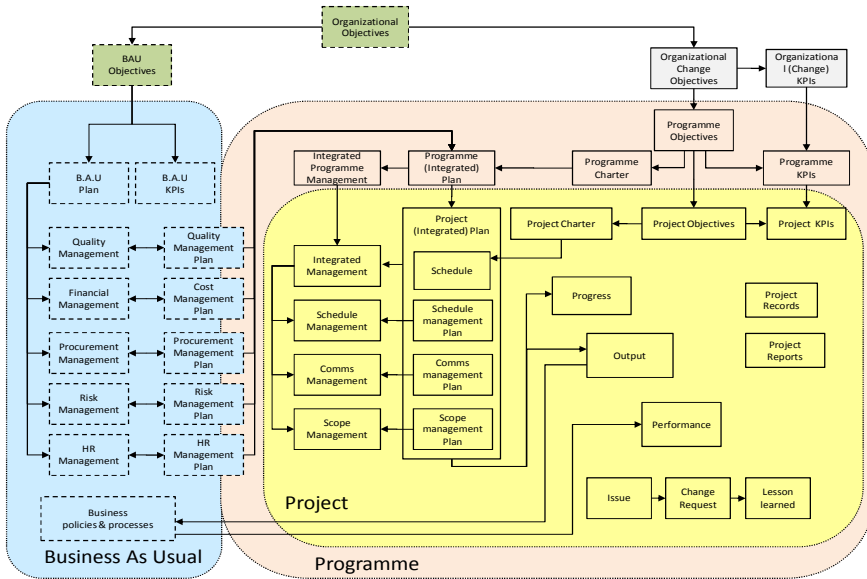 Organizational
Objectives
BAU
Objectives
Organizational
Change
Objectives
Organizationa
l (Change)
KPIs
Programme
Objectives
B.A.U
Plan
B.A.U
KPIs
Integrated
Programme
Management
Programme
(Integrated)
Plan
Programme
Charter
Programme
KPIs
Project
(Integrated) Plan
Project Charter
Project Objectives
Project KPIs
Quality
Management
Quality
Management
Plan
Integrated
Management
Schedule
Financial
Management
Cost
Management
Plan
Progress
Project
Records
Schedule
Management
Schedule
management
Plan
Procurement
Management
Procurement
Management
Plan
Output
Project
Reports
Comms
Management
Comms
management
Plan
Risk
Management
Risk
Management
Plan
Scope
Management
Scope
management
Plan
Performance
HR
Management
HR
Management
Plan
Issue
Change
Request
Lesson
learned
Project
Business
policies & processes
Business As Usual
Programme